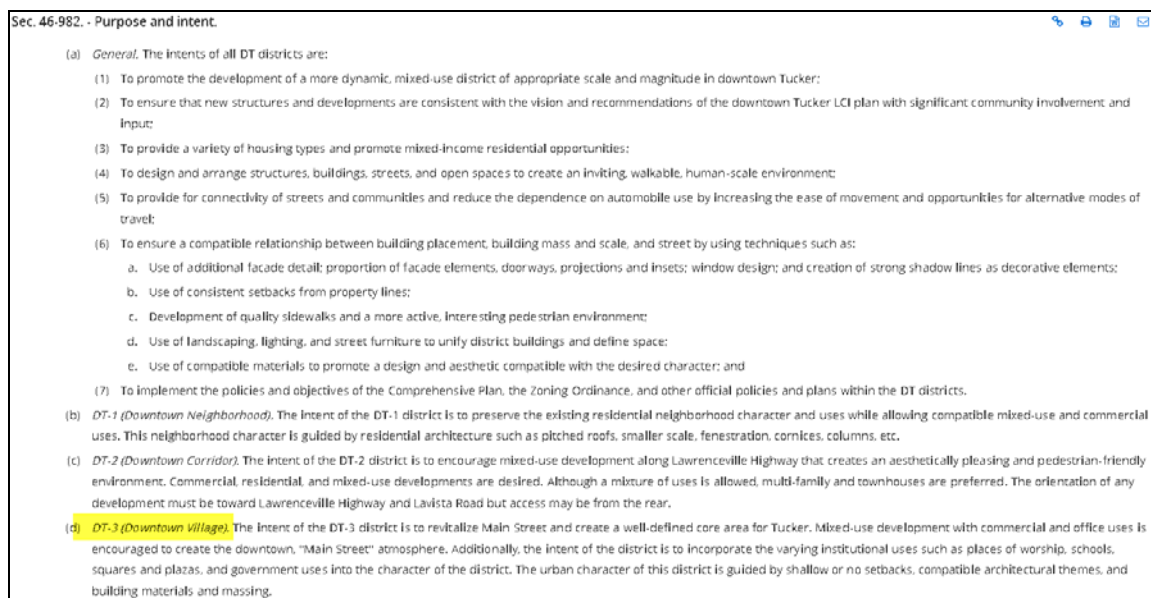 Sec. 46-982. - Purpose and intent.
(a) General. The intents of all DT districts are:
(1) To promote the development of a more dynamic, mixed-use district of appropriate scale and magnitude in downtown Tucker;
(2) To ensure that new structures and developments are consistent with the vision and recommendations of the downtown Tucker LCI plan with significant community involvement and
input;
(3) To provide a variety of housing types and promote mixed-income residential opportunities;
(4) To design and arrange structures, buildings, streets, and open spaces to create an inviting, walkable, human-scale environment;
(5) To provide for connectivity of streets and communities and reduce the dependence on automobile use by increasing the ease of movement and opportunities for alternative modes of
travel;
(6) To ensure a compatible relationship between building placement, building mass and scale, and street by using techniques such as:
a. Use of additional facade detail; proportion of facade elements, doorways, projections and insets; window design; and creation of strong shadow lines as decorative elements;
b. Use of consistent setbacks from property lines;
c. Development of quality sidewalks and a more active, interesting pedestrian environment;
d. Use of landscaping, lighting, and street furniture to unify district buildings and define space;
e. Use of compatible materials to promote a design and aesthetic compatible with the desired character; and
(7) To implement the policies and objectives of the Comprehensive Plan, the Zoning Ordinance, and other official policies and plans within the DT districts.
(b) DT-1 (Downtown Neighborhood). The intent of the DT-1 district is to preserve the existing residential neighborhood character and uses while allowing compatible mixed-use and commercial
uses. This neighborhood character is guided by residential architecture such as pitched roofs, smaller scale, fenestration, cornices, columns, etc.
(c) DT-2 (Downtown Corridor). The intent of the DT-2 district is to encourage mixed-use development along Lawrenceville Highway that creates an aesthetically pleasing and pedestrian-friendly
environment. Commercial, residential, and mixed-use developments are desired. Although a mixture of uses is allowed, multi-family and townhouses are preferred. The orientation of any
development must be toward Lawrenceville Highway and Lavista Road but access may be from the rear.
(d) DT-3 (Downtown Village). The intent of the DT-3 district is to revitalize Main Street and create a well-defined core area for Tucker. Mixed-use development with commercial and office uses is
encouraged to create the downtown, "Main Street" atmosphere. Additionally, the intent of the district is to incorporate the varying institutional uses such as places of worship, schools,
squares and plazas, and government uses into the character of the district. The urban character of this district is guided by shallow or no setbacks, compatible architectural themes, and
building materials and massing.